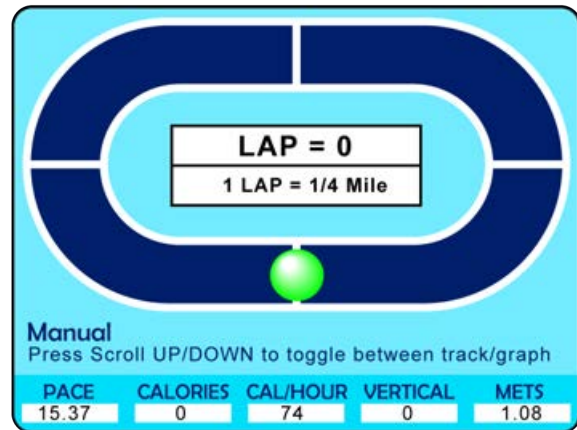 LAP = 0
1 LAP = 1/4 Mile
Manual
Press Scroll UP/DOWN to toggle between track/graph
PACE CALORIES CAL/HOUR VERTICAL METS
15.37 0 74 0 1.08